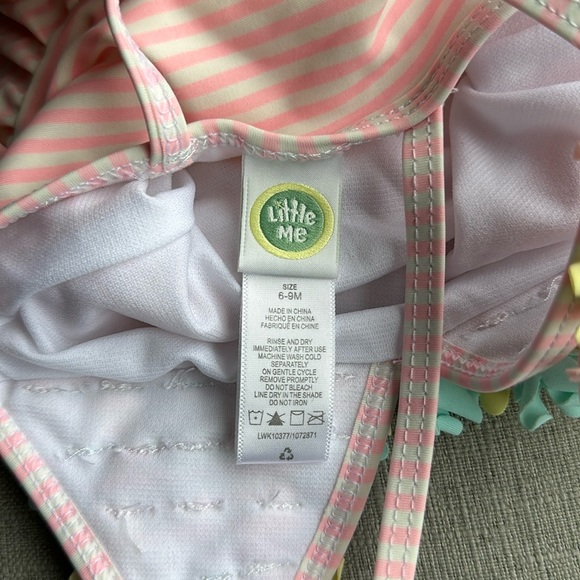 Little
Me
SIZE
6-9M
MADE IN CHINA
HECHO EN CHINA
FABRIQUÉ EN CHINE
RINSE AND DRY
IMMEDIATELY AFTER USE
MACHINE WASH COLD
SEPARATELY
ON GENTLE CYCLE
REMOVE PROMPTLY
DO NOT BLEACH
LINE DRY IN THE SHADE
DO NOT IRON
LWK10377/1072871